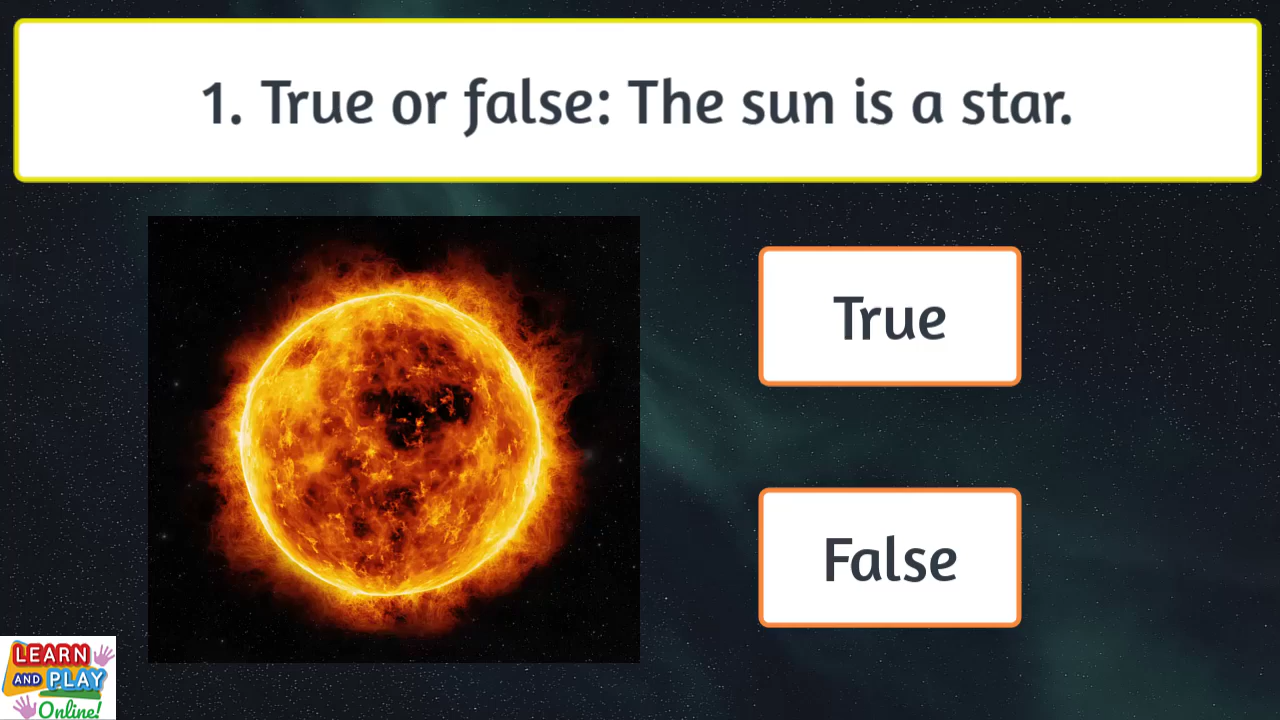 1. True or false: The sun is a star.
True
False
LEARN
AND PLAY
Online!